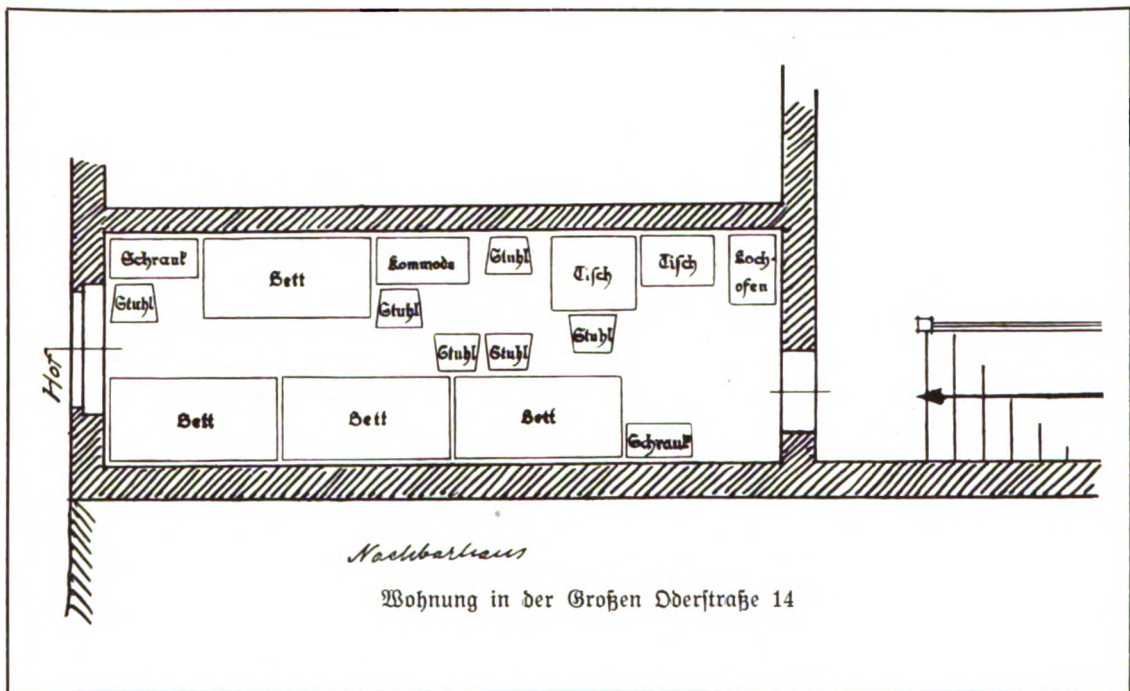 Schrank
Bett
Kommode
Stuhl
Tisch
Tisch
Koch-
ofen
Stuhl
Stuhl
Stuhl
Stuhl
Stuhl
Hof
Bett
Bett
Bett
Schrank
Nachbarhaus
Wohnung in der Großen Oderstraße 14